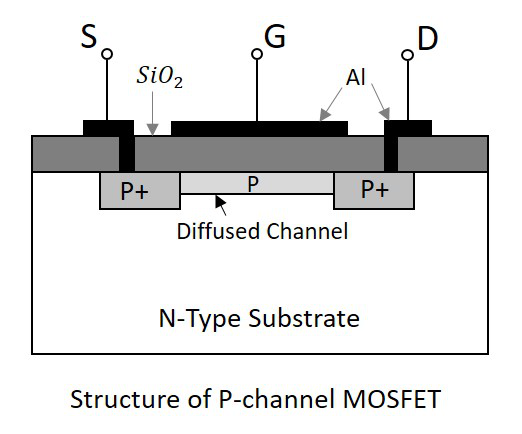 S
G
D
SiO₂
Al
P+
P
P+
Diffused Channel
N-Type Substrate
Structure of P-channel MOSFET